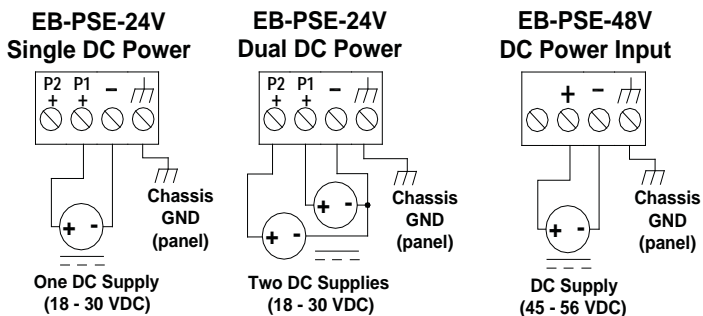 EB-PSE-24V
Single DC Power
P2 P1 –
+ +
+ -
Chassis
GND
(panel)
One DC Supply
(18 - 30 VDC)
EB-PSE-24V
Dual DC Power
P2 P1 –
+ +
+ -
+ -
Chassis
GND
(panel)
Two DC Supplies
(18 - 30 VDC)
EB-PSE-48V
DC Power Input
+ –
+ -
Chassis
GND
(panel)
DC Supply
(45 - 56 VDC)